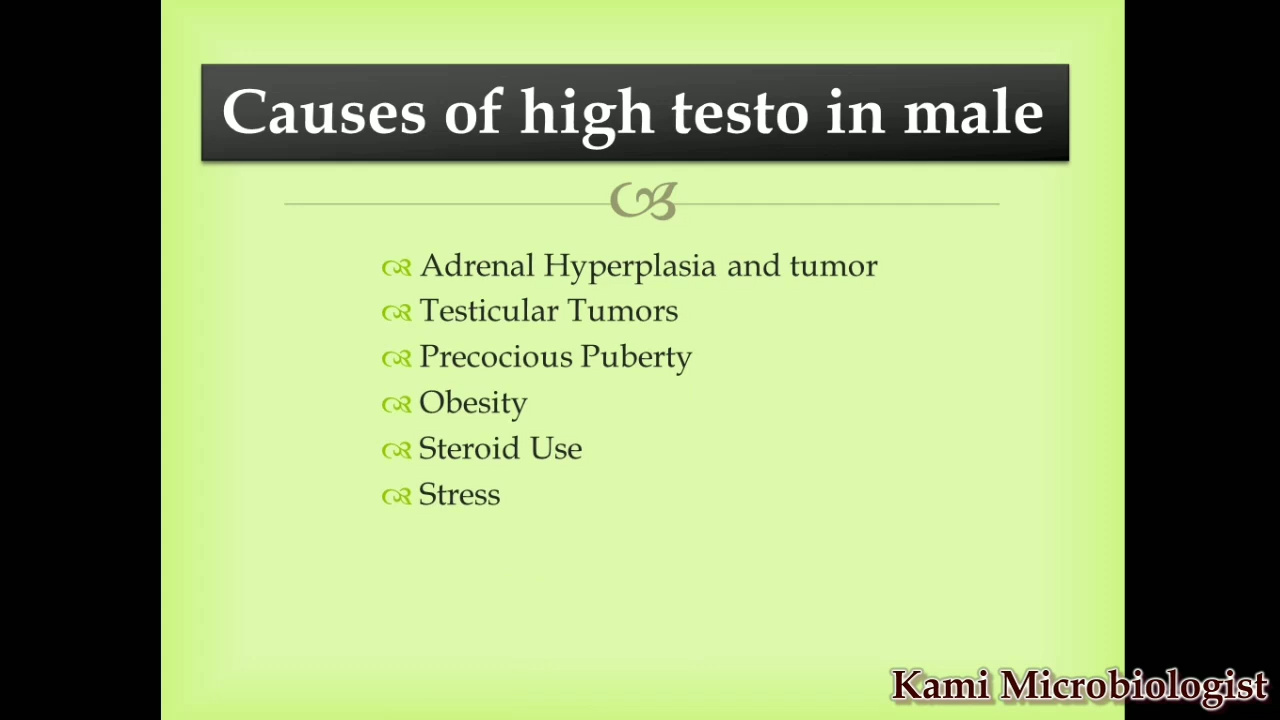 Causes of high testo in male
Adrenal Hyperplasia and tumor
Testicular Tumors
Precocious Puberty
Obesity
Steroid Use
Stress
Kami Microbiologist